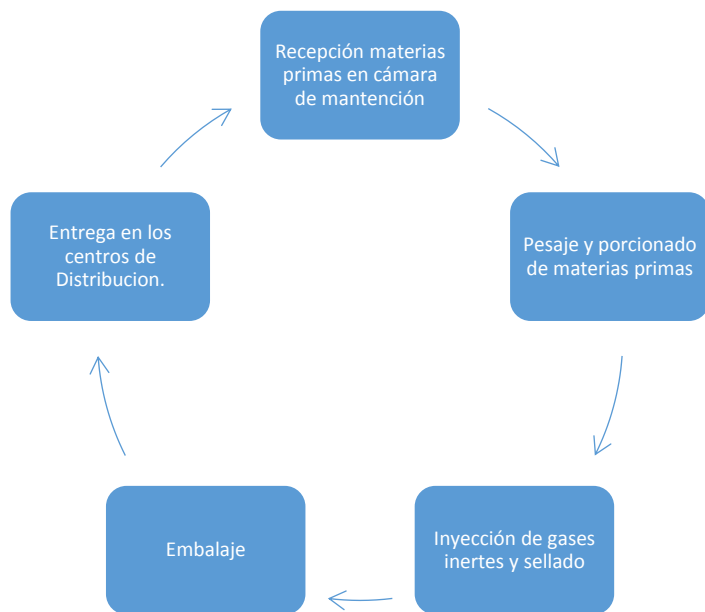 Recepción materias
primas en cámara
de mantención
Pesaje y porcionado
de materias primas
Inyección de gases
inertes y sellado
Embalaje
Entrega en los
centros de
Distribucion.